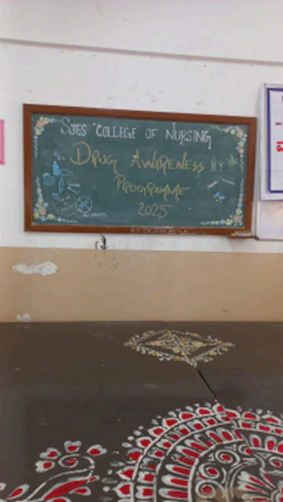 SJES COLLEGE OF NURSING
DRUG AWARENESS
PROGRAMME
2025